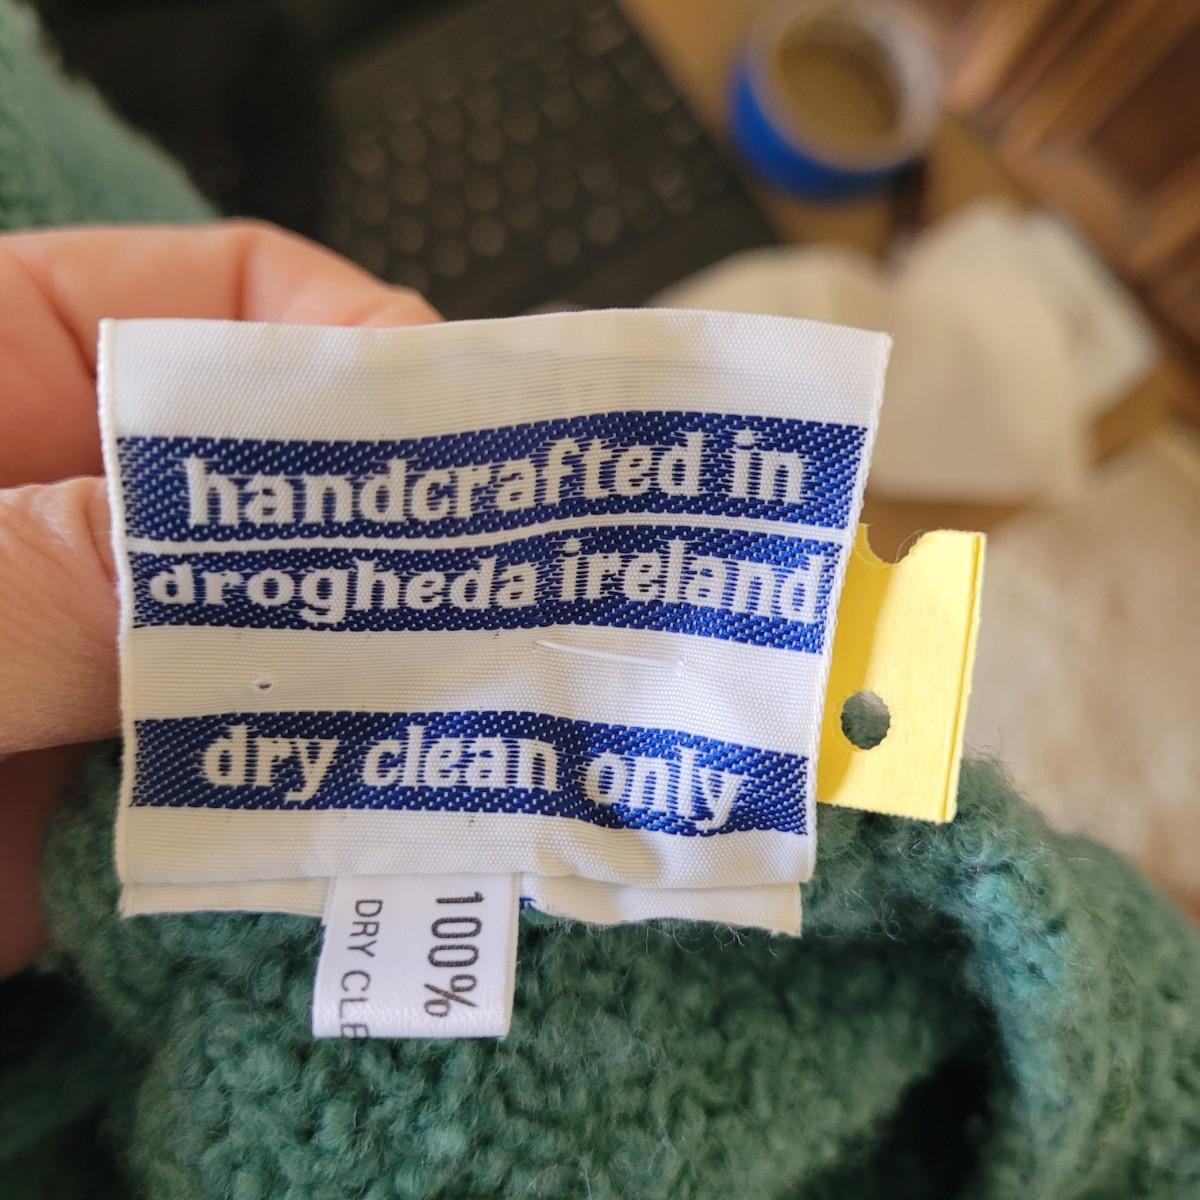 handcrafted in
drogheda ireland
dry clean only
100%
DRY CLE